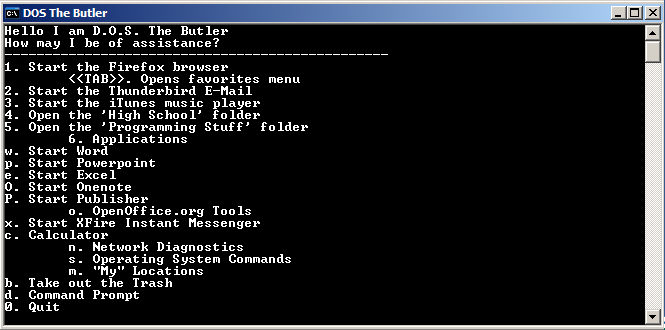 C:\ DOS The Butler
Hello I am D.O.S. The Butler
How may I be of assistance?
------------------------------------------------
1. Start the Firefox browser
<<TAB>>. Opens favorites menu
2. Start the Thunderbird E-Mail
3. Start the iTunes music player
4. Open the 'High School' folder
5. Open the 'Programming Stuff' folder
6. Applications
w. Start Word
p. Start Powerpoint
e. Start Excel
O. Start Onenote
P. Start Publisher
o. OpenOffice.org Tools
x. Start XFire Instant Messenger
c. Calculator
n. Network Diagnostics
s. Operating System Commands
m. "My" Locations
b. Take out the Trash
d. Command Prompt
0. Quit